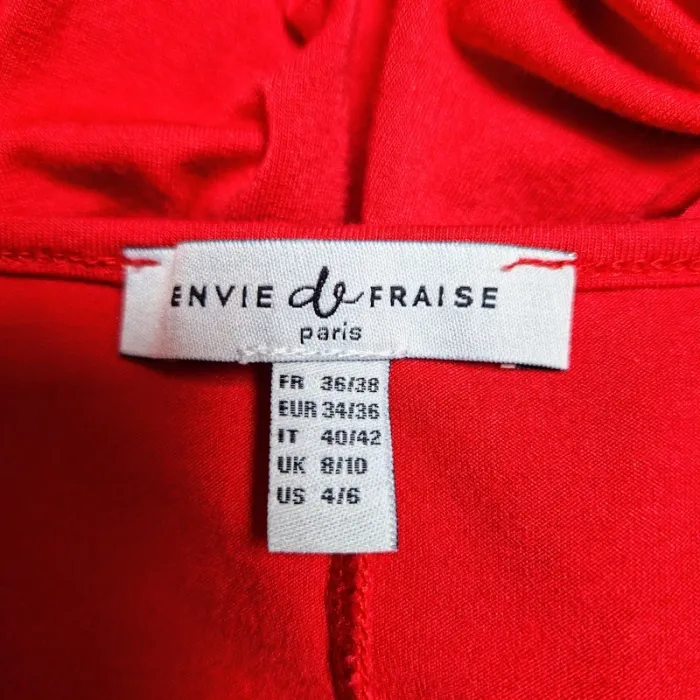 ENVIE de FRAISE
paris
FR 36/38
EUR 34/36
IT 40/42
UK 8/10
US 4/6